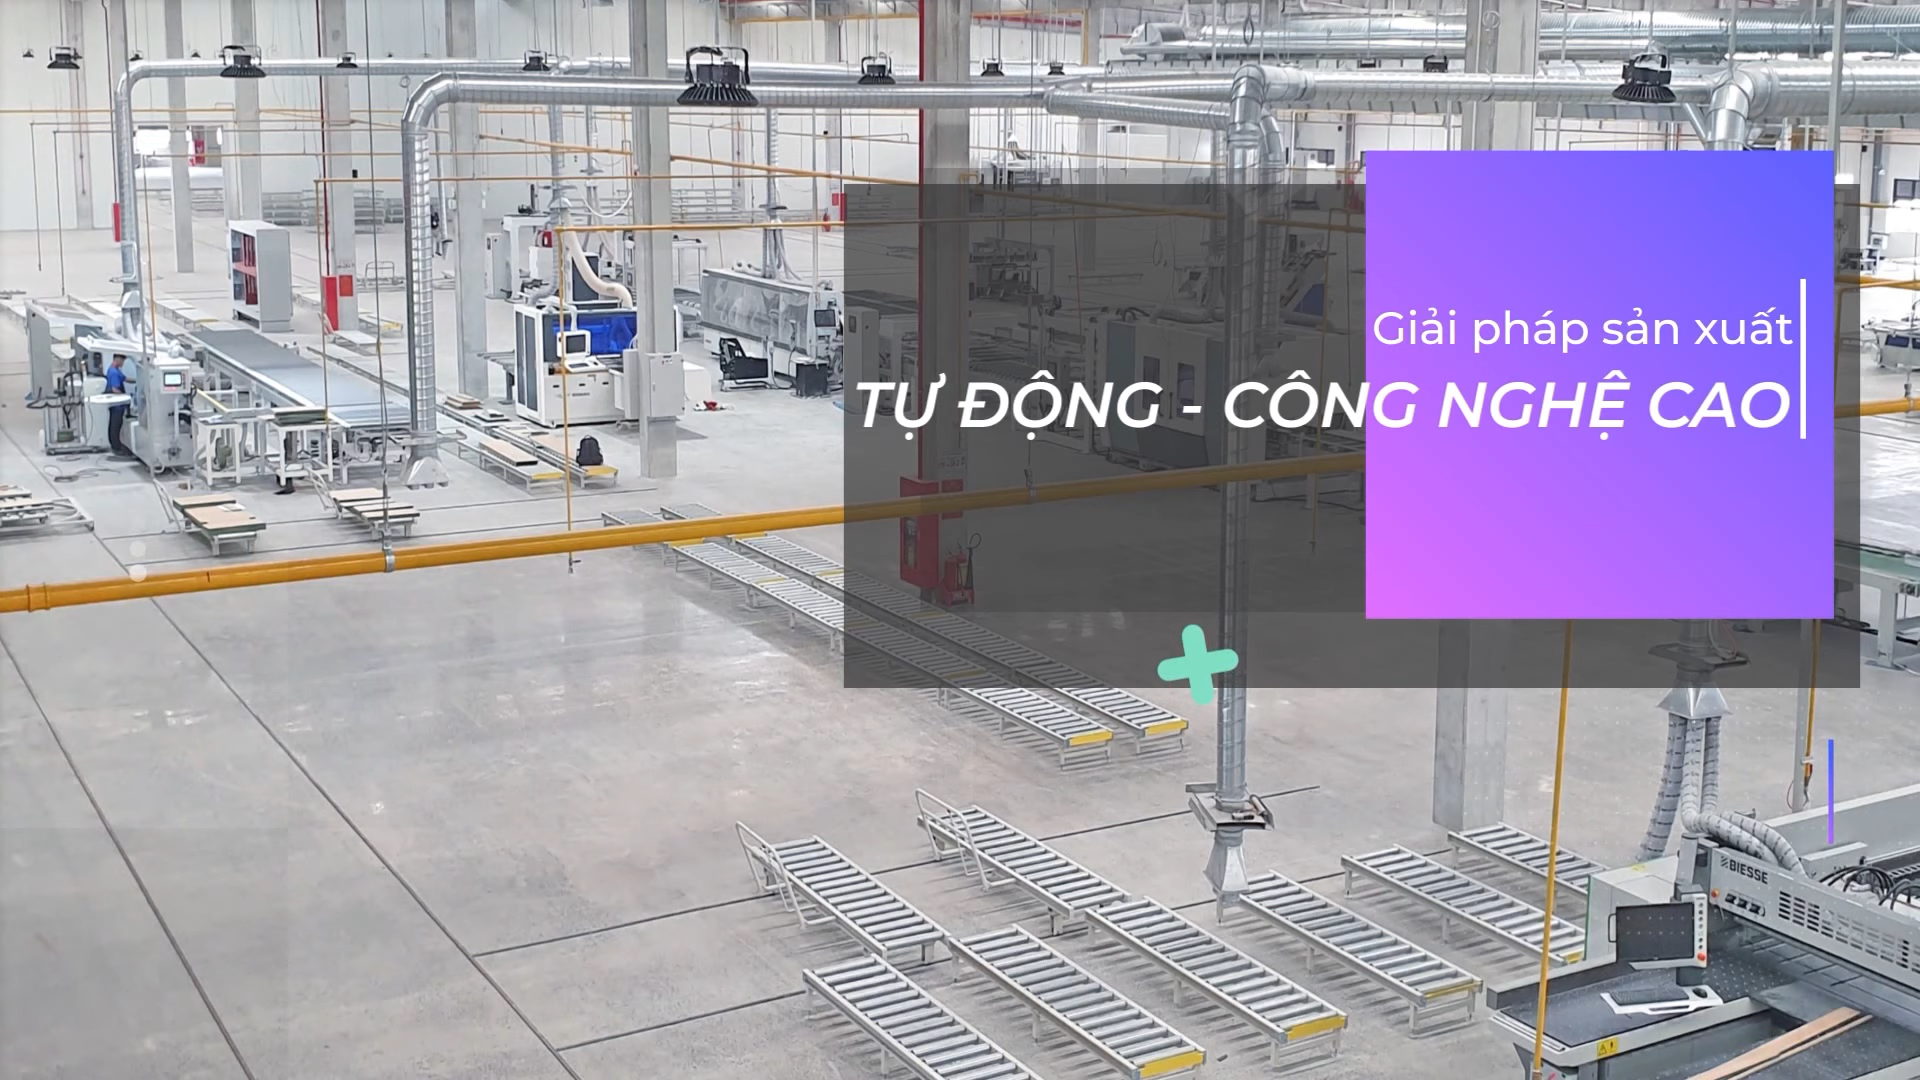 Giải pháp sản xuất
TỰ ĐỘNG - CÔNG NGHỆ CAO
BIESSE